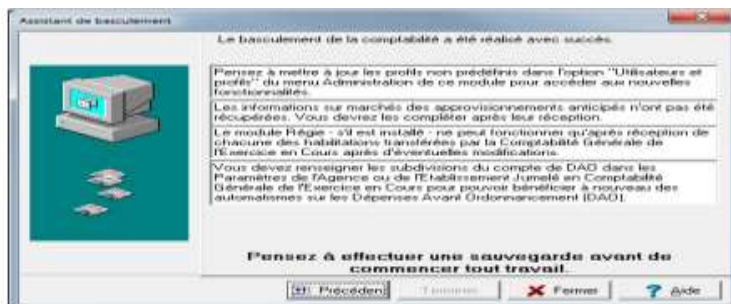 Assistant de basculement
Le basculement de la comptabilité a été réalisé avec succès.
Pensez à mettre à jour les profils non prédéfinis dans l'option "Utilisateurs et
profils" du menu Administration de ce module pour accéder aux nouvelles
fonctionnalités.
Les informations sur marchés des approvisionnements anticipés n'ont pas été
récupérées. Vous devrez les compléter après leur réception.
Le module Régie - s'il est installé - ne peut fonctionner qu'après réception de
chacune des habilitations transférées par la Comptabilité Générale de
l'Exercice en Cours après d'éventuelles modifications.
Vous devez renseigner les subdivisions du compte de DAO dans les
Paramètres de l'Agence ou de l'Etablissement Jumelé en Comptabilité
Générale de l'Exercice en Cours pour pouvoir bénéficier à nouveau des
automatismes sur les Dépenses Avant Ordonnancement (DAO).
Pensez à effectuer une sauvegarde avant de
commencer tout travail.
Précédent Terminer Fermer ? Aide